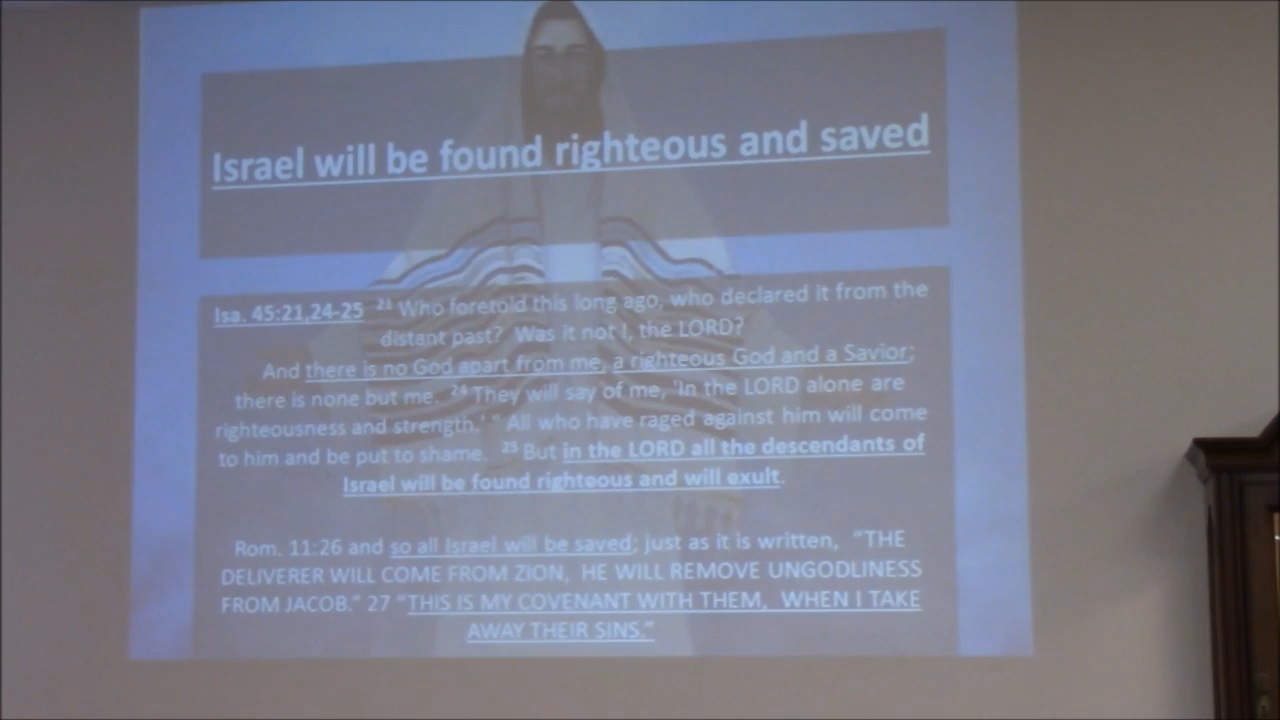 Israel will be found righteous and saved
Isa. 45:21,24-25 21 Who foretold this long ago, who declared it from the
distant past? Was it not I, the LORD?
And there is no God apart from me, a righteous God and a Savior;
there is none but me. 24 They will say of me, 'In the LORD alone are
righteousness and strength.' " All who have raged against him will come
to him and be put to shame. 25 But in the LORD all the descendants of
Israel will be found righteous and will exult.
Rom. 11:26 and so all Israel will be saved; just as it is written, "THE
DELIVERER WILL COME FROM ZION, HE WILL REMOVE UNGODLINESS
FROM JACOB." 27 "THIS IS MY COVENANT WITH THEM, WHEN I TAKE
AWAY THEIR SINS."